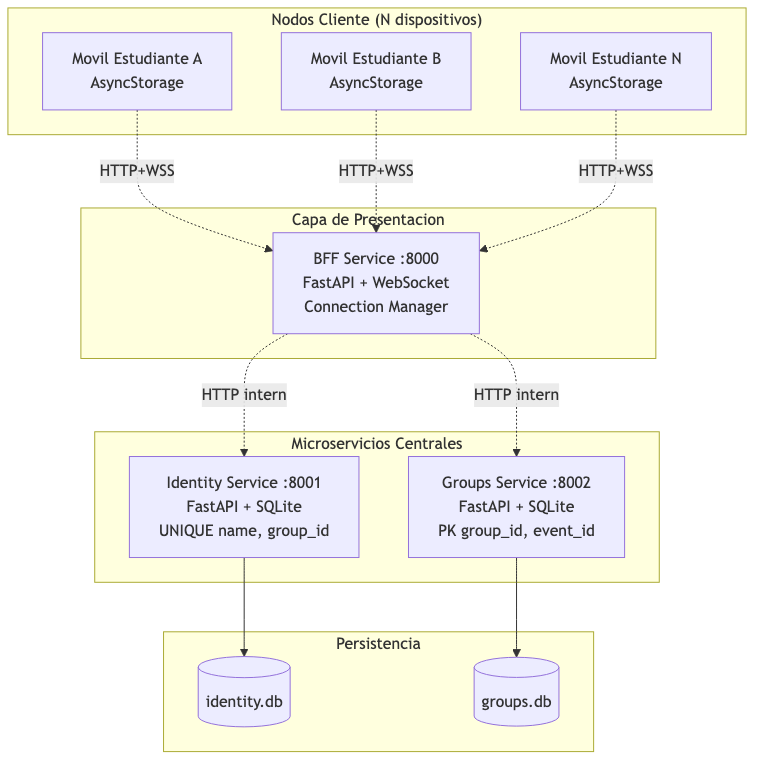 Nodos Cliente (N dispositivos)
Movil Estudiante A
AsyncStorage
Movil Estudiante B
AsyncStorage
Movil Estudiante N
AsyncStorage
HTTP+WSS
HTTP+WSS
HTTP+WSS
Capa de Presentacion
BFF Service :8000
FastAPI + WebSocket
Connection Manager
HTTP intern
HTTP intern
Microservicios Centrales
Identity Service :8001
FastAPI + SQLite
UNIQUE name, group_id
Groups Service :8002
FastAPI + SQLite
PK group_id, event_id
Persistencia
identity.db
groups.db